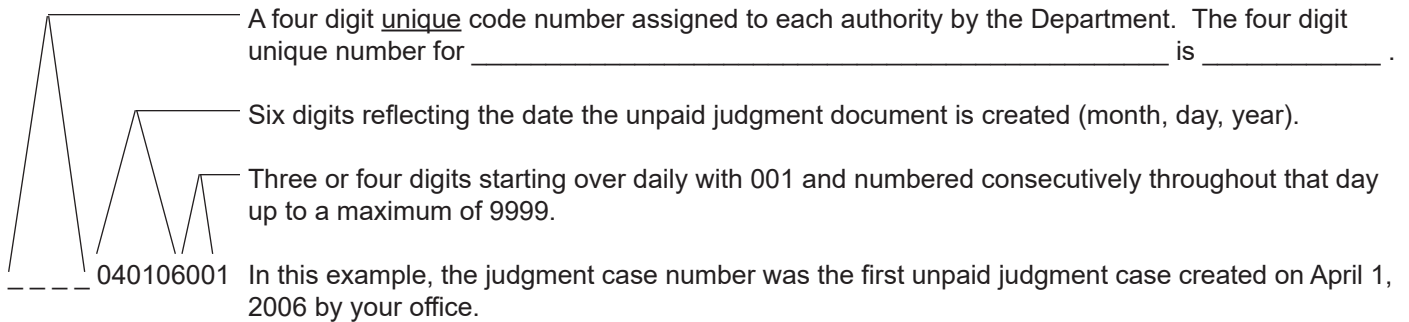 A four digit unique code number assigned to each authority by the Department. The four digit
unique number for _______________________________________________ is ____________ .
Six digits reflecting the date the unpaid judgment document is created (month, day, year).
Three or four digits starting over daily with 001 and numbered consecutively throughout that day
up to a maximum of 9999.
_ _ _ _ 040106001 In this example, the judgment case number was the first unpaid judgment case created on April 1,
2006 by your office.